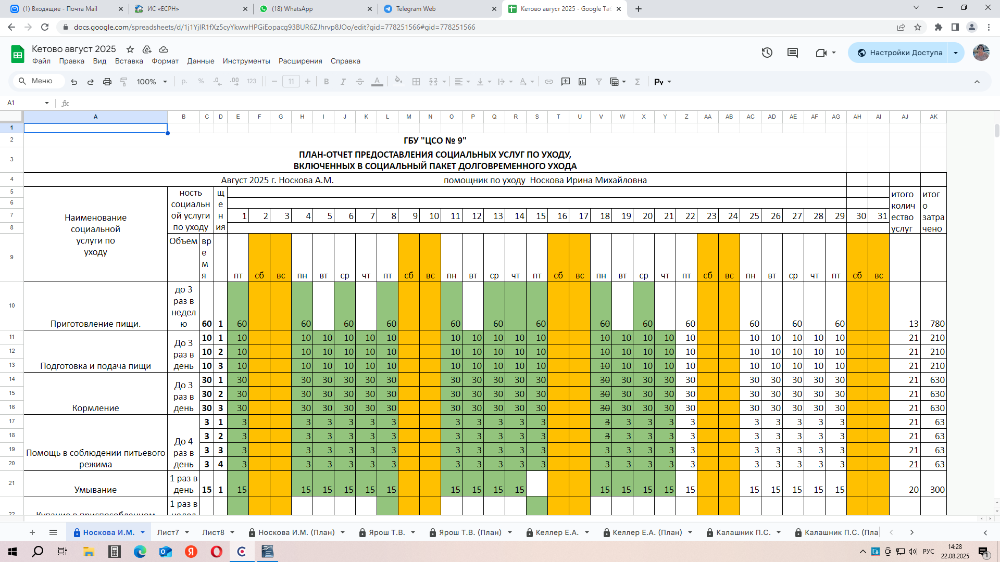 (1) Входящие - Почта Mail
ИС «ЕСРН»
(18) WhatsApp
Telegram Web
Кетово август 2025 - Google Таб
docs.google.com/spreadsheets/d/1j1YjlR1fXz5cyYkwwHPGiEopacg93BUR6ZJhrvp8JOo/edit?gid=778251566#gid=778251566
Кетово август 2025
Файл Правка Вид Вставка Формат Данные Инструменты Расширения Справка
Настройки Доступа
Меню 100% р. % .0 .00 123 11 B I A Σ
A1 fx
A B C D E F G H I J K L M N O P Q R S T U V W X Y Z AA AB AC AD AE AF AG AH AI AJ AK
1
2 ГБУ "ЦСО № 9"
3 ПЛАН-ОТЧЕТ ПРЕДОСТАВЛЕНИЯ СОЦИАЛЬНЫХ УСЛУГ ПО УХОДУ,
ВКЛЮЧЕННЫХ В СОЦИАЛЬНЫЙ ПАКЕТ ДОЛГОВРЕМЕННОГО УХОДА
4 Август 2025 г. Носкова А.М. помощник по уходу Носкова Ирина Михайловна
5
6
7
8
9
Наименование
социальной
услуги по
уходу
ность
социальн
ой услуги
по уходу
щ
е
н
ия
1 2 3 4 5 6 7 8 9 10 11 12 13 14 15 16 17 18 19 20 21 22 23 24 25 26 27 28 29 30 31
итого
колич
ество
услуг
итог
о
затра
чено
Объем
вр
е
м
я
пт сб вс пн вт ср чт пт сб вс пн вт ср чт пт сб вс пн вт ср чт пт сб вс пн вт ср чт пт сб вс
10 Приготовление пищи.
до 3
раз в
недел
ю
60 1 60 60 60 60 60 60 60 60 60 60 60 60 60 13 780
Подготовка и подача пищи
До 3
раз в
день
11 10 1 10 10 10 10 10 10 10 10 10 10 10 10 10 10 10 10 10 10 10 10 10 21 210
12 10 2 10 10 10 10 10 10 10 10 10 10 10 10 10 10 10 10 10 10 10 10 10 21 210
13 10 3 10 10 10 10 10 10 10 10 10 10 10 10 10 10 10 10 10 10 10 10 10 21 210
Кормление
До 3
раз в
день
14 30 1 30 30 30 30 30 30 30 30 30 30 30 30 30 30 30 30 30 30 30 30 30 21 630
15 30 2 30 30 30 30 30 30 30 30 30 30 30 30 30 30 30 30 30 30 30 30 30 21 630
16 30 3 30 30 30 30 30 30 30 30 30 30 30 30 30 30 30 30 30 30 30 30 30 21 630
Помощь в соблюдении питьевого
режима
До 4
раз в
день
17 3 1 3 3 3 3 3 3 3 3 3 3 3 3 3 3 3 3 3 3 3 3 3 21 63
18 3 2 3 3 3 3 3 3 3 3 3 3 3 3 3 3 3 3 3 3 3 3 3 21 63
19 3 3 3 3 3 3 3 3 3 3 3 3 3 3 3 3 3 3 3 3 3 3 3 21 63
20 3 4 3 3 3 3 3 3 3 3 3 3 3 3 3 3 3 3 3 3 3 3 3 21 63
21 Умывание
1 раз в
день
15 1 15 15 15 15 15 15 15 15 15 15 15 15 15 15 15 15 15 15 15 15 20 300
22 Купание в приспособленном
1 раз в
недел
Носкова И.М. Лист7 Лист8 Носкова И.М. (План) Ярош Т.В. Ярош Т.В. (План) Келлер Е.А. Келлер Е.А. (План) Калашник П.С. Калашник П.С. (Пла
РУС
14:28
22.08.2025
1